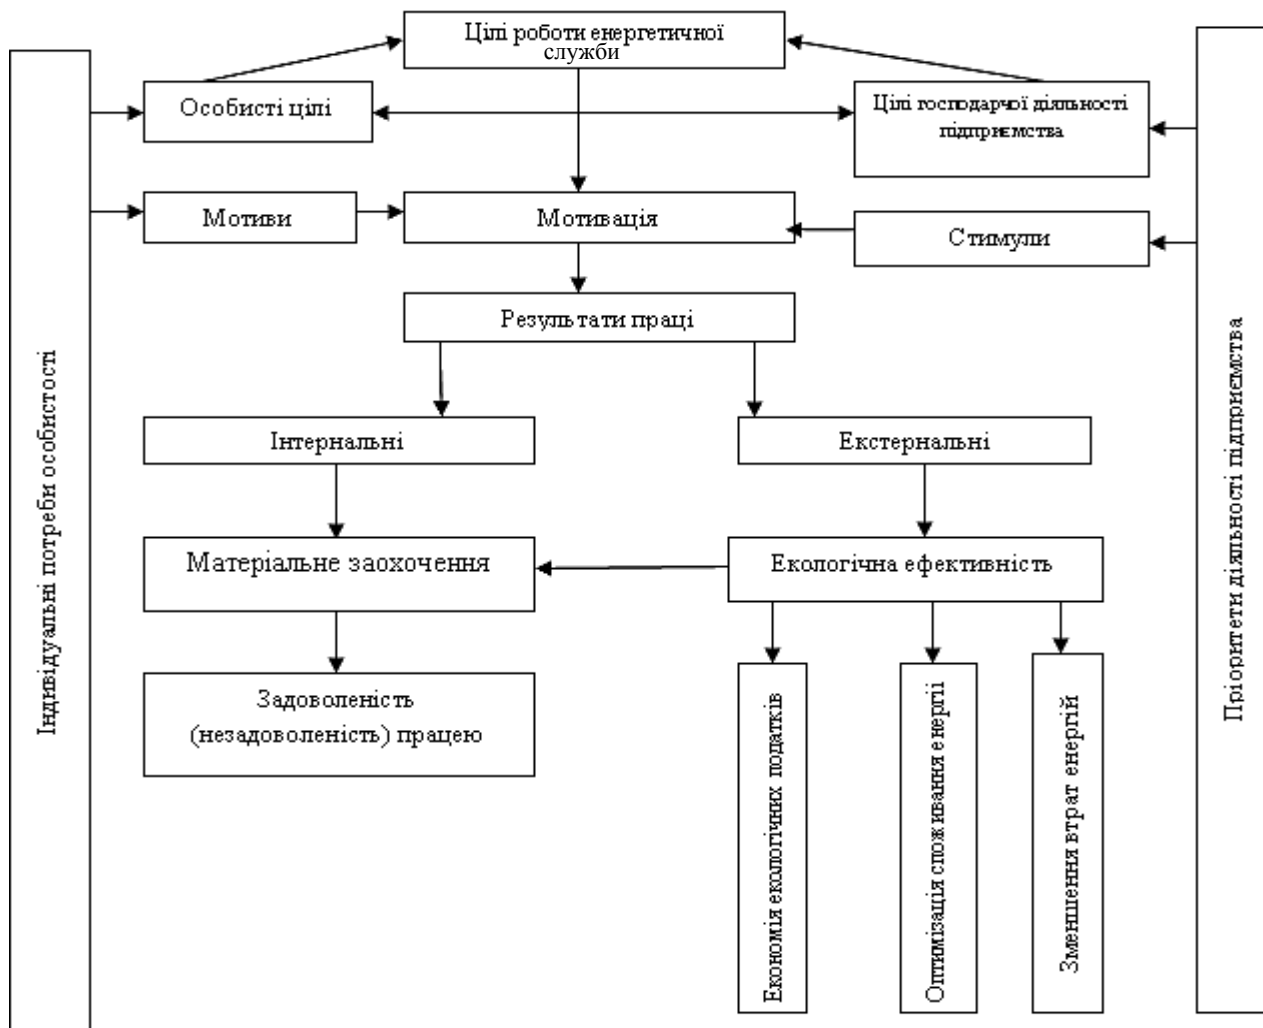 Цілі роботи енергетичної
служби
Особисті цілі
Цілі господарчої діяльності
підприємства
Мотиви
Мотивація
Стимули
Результати праці
Інтернальні
Екстернальні
Матеріальне заохочення
Екологічна ефективність
Задоволеність
(незадоволеність) працею
Економія екологічних податків
Оптимізація споживання енергії
Зменшення втрат енергій
Індивідуальні потреби особистості
Пріоритети діяльності підприємства